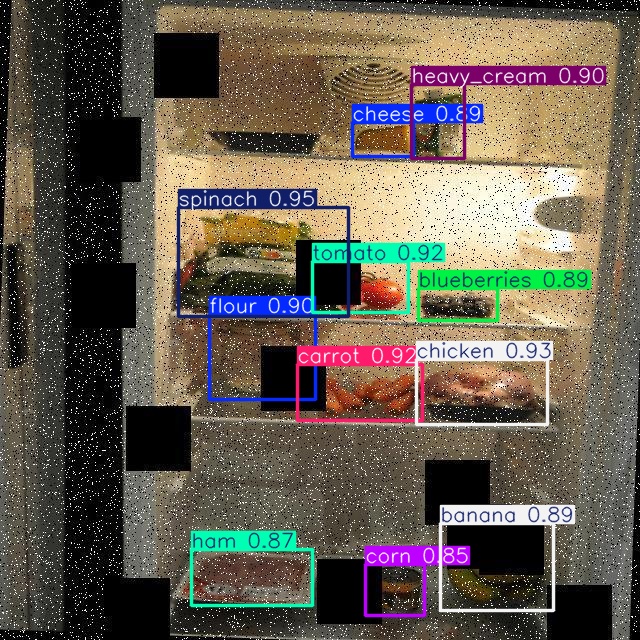 heavy_cream 0.90
cheese 0.89
spinach 0.95
tomato 0.92
blueberries 0.89
flour 0.90
carrot 0.92
chicken 0.93
banana 0.89
ham 0.87
corn 0.85